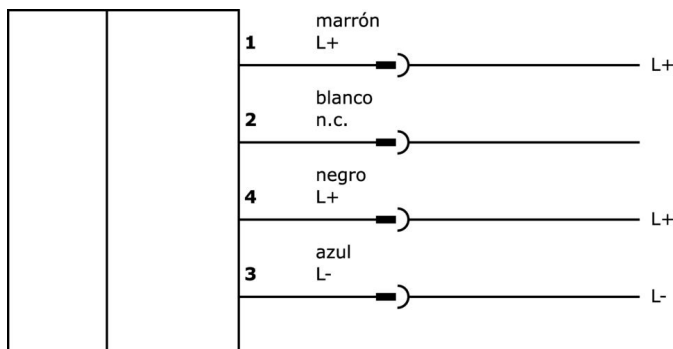 marrón
1 L+
L+
blanco
2 n.c.
negro
4 L+
L+
azul
3 L-
L-